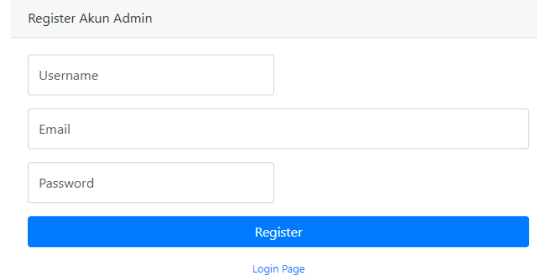 Register Akun Admin
Username
Email
Password
Register
Login Page